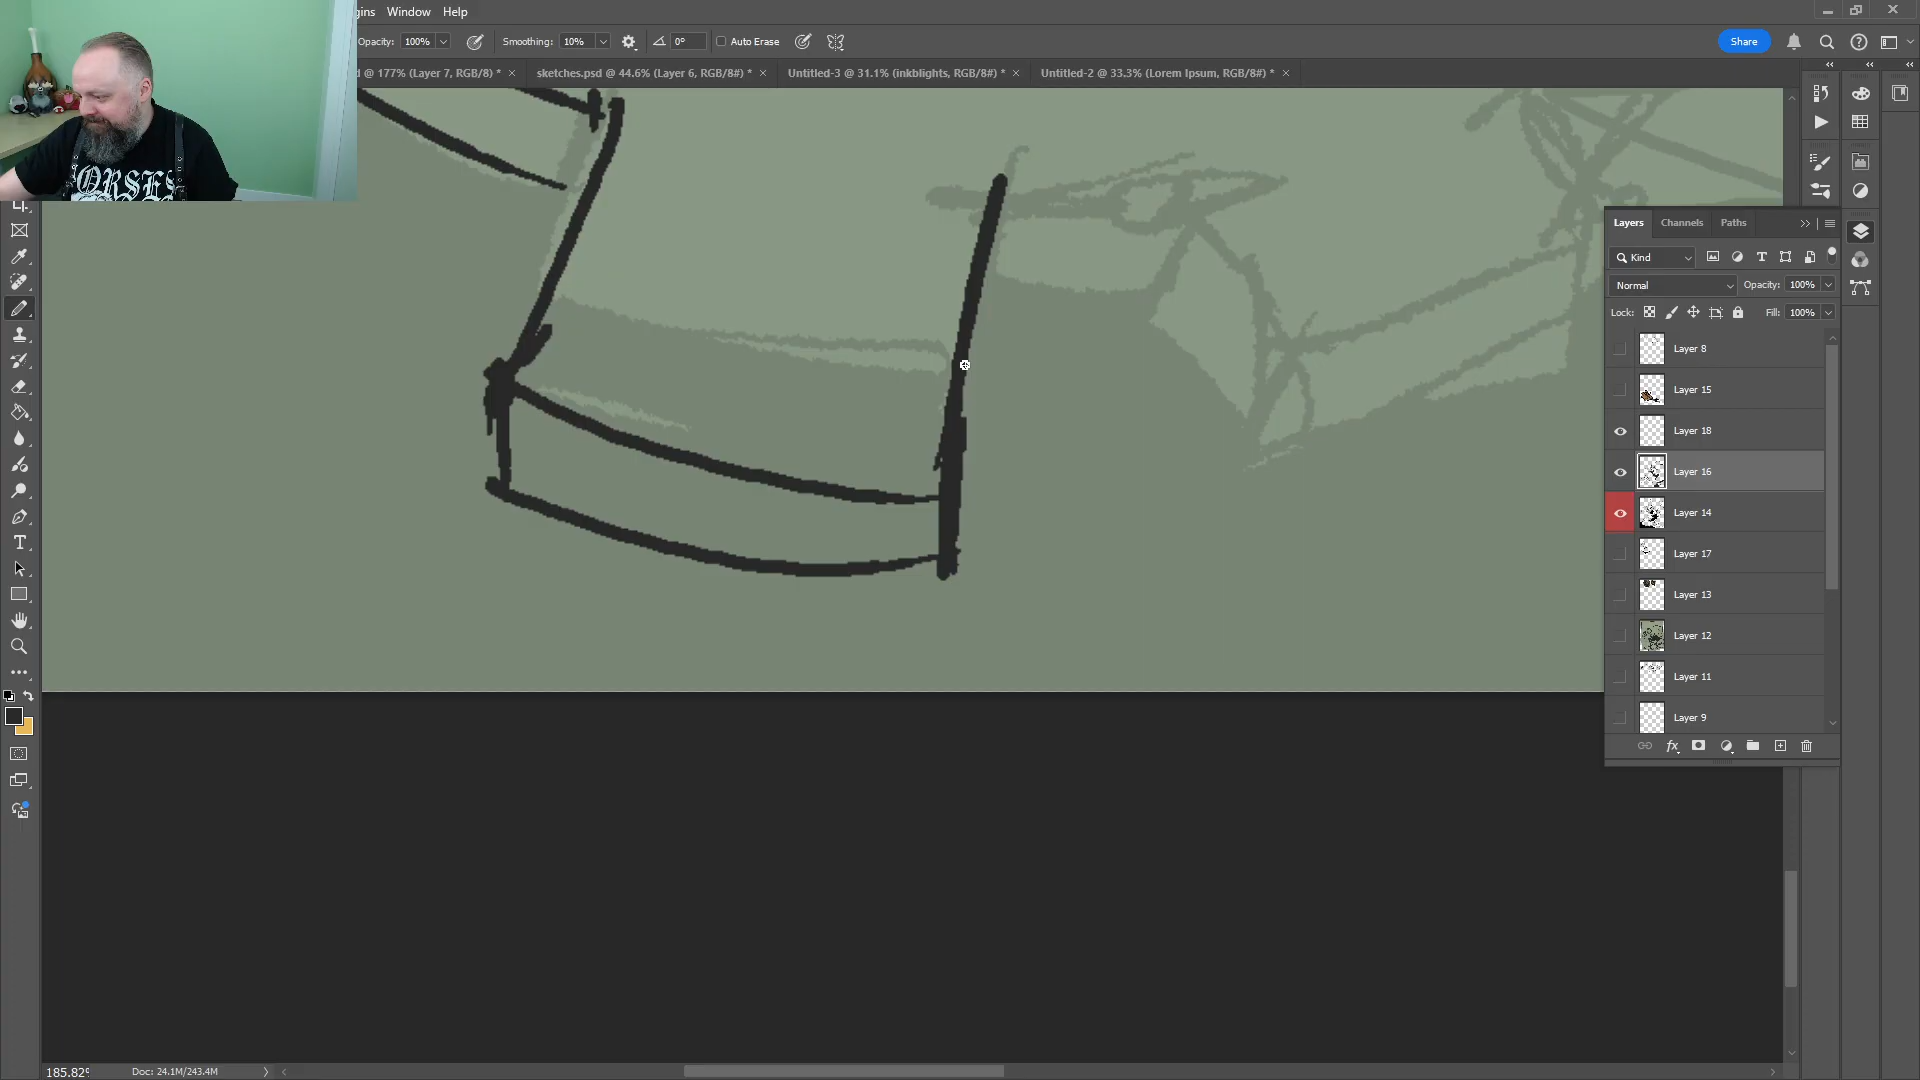 gins Window Help
Opacity: 100% Smoothing: 10% 0° Auto Erase Share
d @ 177% (Layer 7, RGB/8) * × sketches.psd @ 44.6% (Layer 6, RGB/8#) * × Untitled-3 @ 31.1% (inkblights, RGB/8#) * × Untitled-2 @ 33.3% (Lorem Ipsum, RGB/8#) * ×
Layers Channels Paths
Kind
Normal Opacity: 100%
Lock: Fill: 100%
Layer 8
Layer 15
Layer 18
Layer 16
Layer 14
Layer 17
Layer 13
Layer 12
Layer 11
Layer 9
185.82% Doc: 24.1M/243.4M